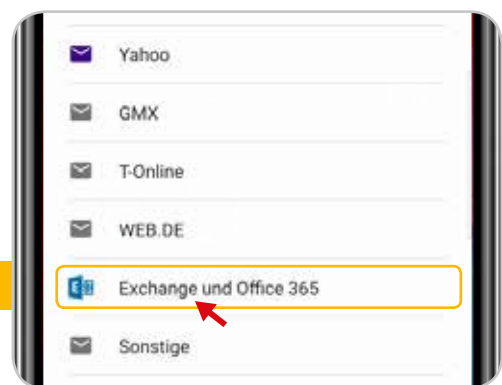 Yahoo
GMX
T-Online
WEB.DE
Exchange und Office 365
Sonstige